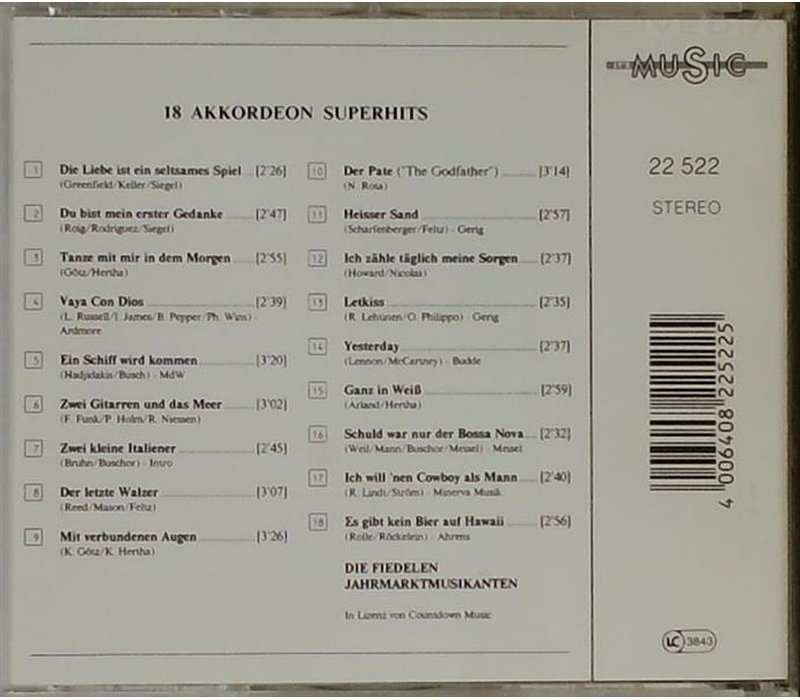 18 AKKORDEON SUPERHITS
1 Die Liebe ist ein seltsames Spiel [2'26]
(Greenfield/Keller/Siegel)
2 Du bist mein erster Gedanke [2'47]
(Roig/Rodriguez/Siegel)
3 Tanze mit mir in dem Morgen [2'55]
(Götz/Hertha)
4 Vaya Con Dios [2'39]
(L. Russell/I. James/B. Pepper/Ph. Wins) ·
Ardmore
5 Ein Schiff wird kommen [3'20]
(Hadjidakis/Busch) · MdW
6 Zwei Gitarren und das Meer [3'02]
(F. Funk/P. Holm/R. Niessen)
7 Zwei kleine Italiener [2'45]
(Bruhn/Buschor) · Intro
8 Der letzte Walzer [3'07]
(Reed/Mason/Feltz)
9 Mit verbundenen Augen [3'26]
(K. Götz/K. Hertha)
10 Der Pate ("The Godfather") [3'14]
(N. Rota)
11 Heisser Sand [2'57]
(Scharfenberger/Feltz) · Gerig
12 Ich zähle täglich meine Sorgen [2'37]
(Howard/Nicolas)
13 Letkiss [2'35]
(R. Lehtinen/O. Philippo) · Gerig
14 Yesterday [2'37]
(Lennon/McCartney) · Budde
15 Ganz in Weiß [2'59]
(Arland/Hertha)
16 Schuld war nur der Bossa Nova [2'32]
(Weil/Mann/Buschor/Meisel) · Meisel
17 Ich will 'nen Cowboy als Mann [2'40]
(R. Lindt/Ström) · Minerva Musik
18 Es gibt kein Bier auf Hawaii [2'56]
(Rolle/Röckelein) · Ahrens
DIE FIEDELEN
JAHRMARKTMUSIKANTEN
In Lizenz von Countdown Music
MUSIC
22 522
STEREO
4 006408 225225
LC 3843